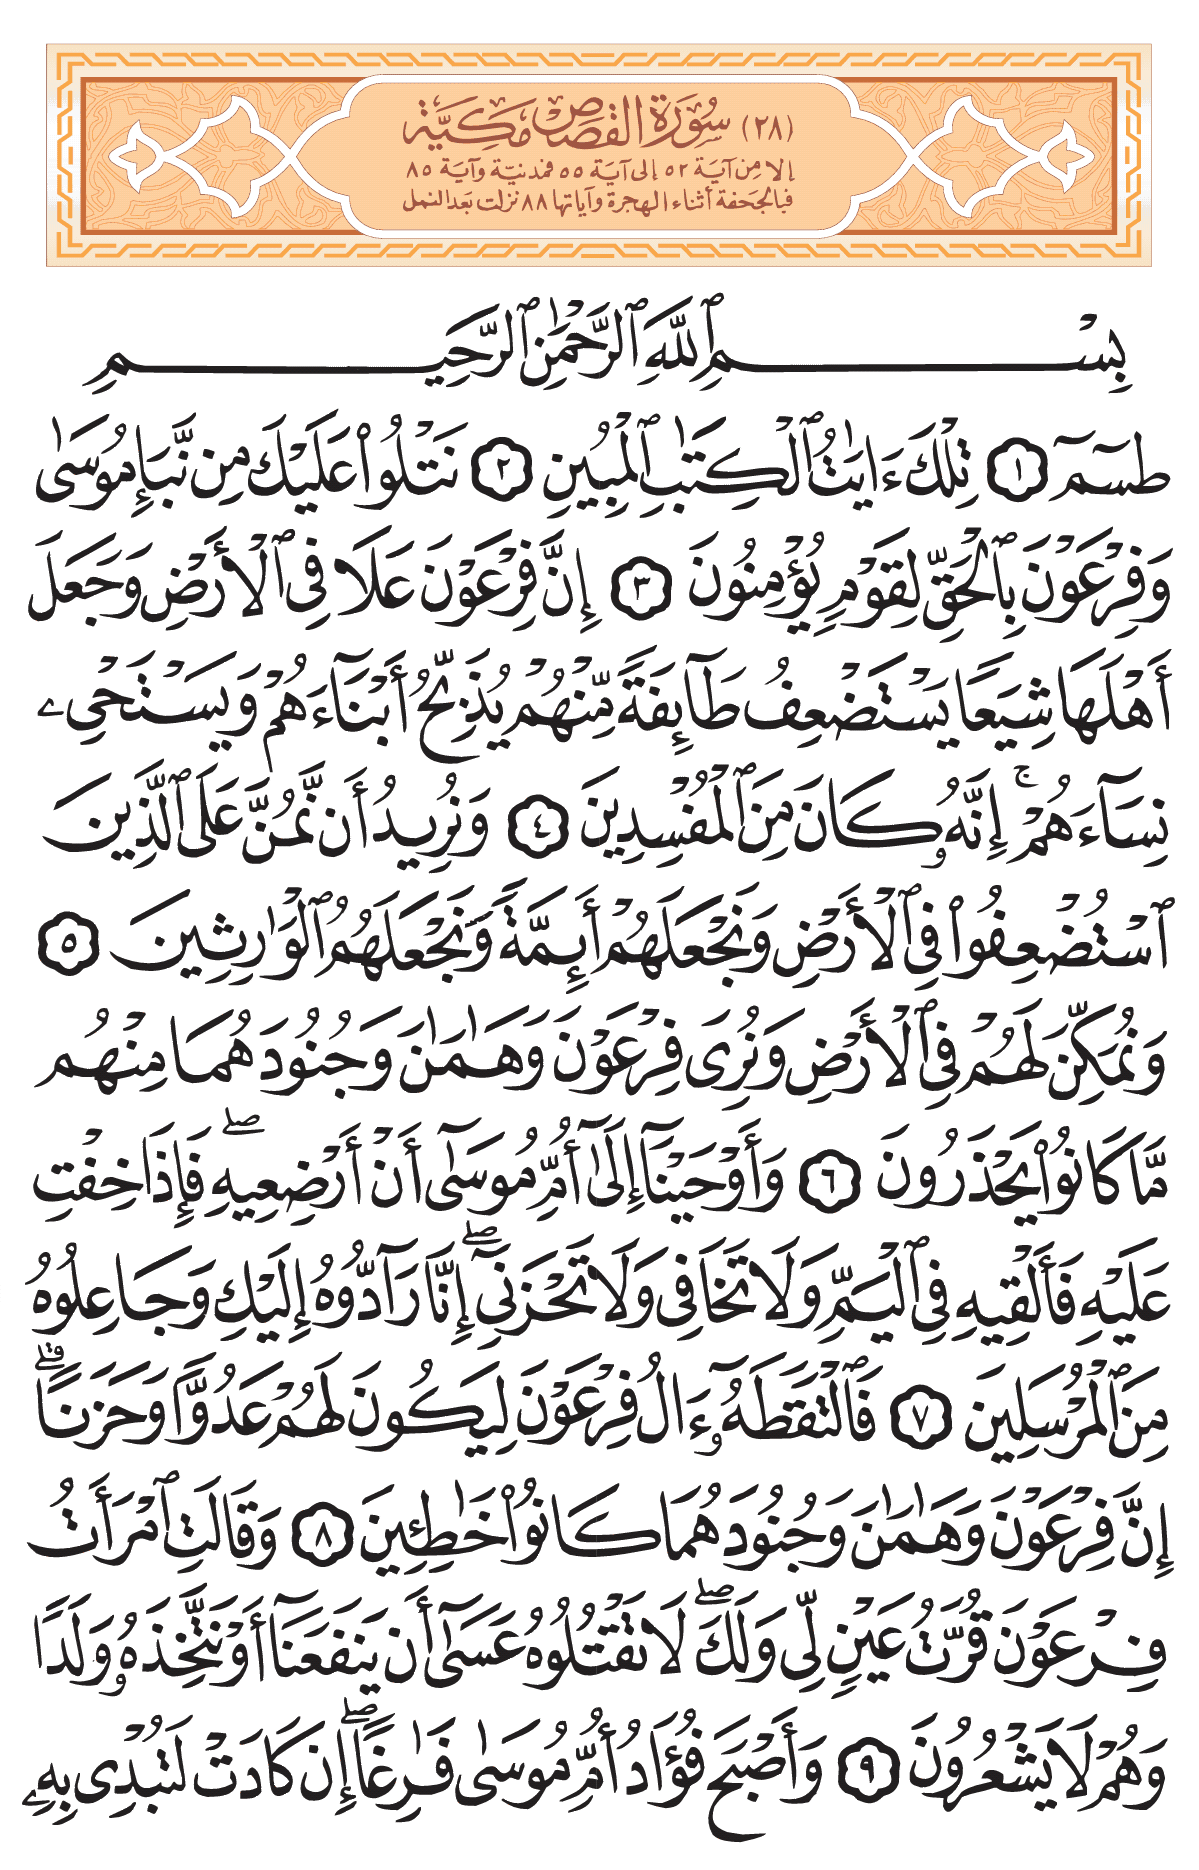 (٢٨) سُورَةُ القَصَصِ مَكِّيَّة
إلا من آية ٥٢ إلى آية ٥٥ فمدنيّة وآية ٨٥
فبالجحفة أثناء الهجرة وآياتها ٨٨ نزلت بعد النمل
بِسْمِ ٱللَّهِ ٱلرَّحْمَٰنِ ٱلرَّحِيمِ
طسٓمٓ ١ تِلْكَ ءَايَٰتُ ٱلْكِتَٰبِ ٱلْمُبِينِ ٢ نَتْلُوا۟ عَلَيْكَ مِن نَّبَإِ مُوسَىٰ
وَفِرْعَوْنَ بِٱلْحَقِّ لِقَوْمٍ يُؤْمِنُونَ ٣ إِنَّ فِرْعَوْنَ عَلَا فِى ٱلْأَرْضِ وَجَعَلَ
أَهْلَهَا شِيَعًا يَسْتَضْعِفُ طَآئِفَةً مِّنْهُمْ يُذَبِّحُ أَبْنَآءَهُمْ وَيَسْتَحْىِۦ
نِسَآءَهُمْ ۚ إِنَّهُۥ كَانَ مِنَ ٱلْمُفْسِدِينَ ٤ وَنُرِيدُ أَن نَّمُنَّ عَلَى ٱلَّذِينَ
ٱسْتُضْعِفُوا۟ فِى ٱلْأَرْضِ وَنَجْعَلَهُمْ أَئِمَّةً وَنَجْعَلَهُمُ ٱلْوَٰرِثِينَ ٥
وَنُمَكِّنَ لَهُمْ فِى ٱلْأَرْضِ وَنُرِىَ فِرْعَوْنَ وَهَٰمَٰنَ وَجُنُودَهُمَا مِنْهُم
مَّا كَانُوا۟ يَحْذَرُونَ ٦ وَأَوْحَيْنَآ إِلَىٰٓ أُمِّ مُوسَىٰٓ أَنْ أَرْضِعِيهِ ۖ فَإِذَا خِفْتِ
عَلَيْهِ فَأَلْقِيهِ فِى ٱلْيَمِّ وَلَا تَخَافِى وَلَا تَحْزَنِىٓ ۖ إِنَّا رَآدُّوهُ إِلَيْكِ وَجَاعِلُوهُ
مِنَ ٱلْمُرْسَلِينَ ٧ فَٱلْتَقَطَهُۥٓ ءَالُ فِرْعَوْنَ لِيَكُونَ لَهُمْ عَدُوًّا وَحَزَنًا ۗ
إِنَّ فِرْعَوْنَ وَهَٰمَٰنَ وَجُنُودَهُمَا كَانُوا۟ خَٰطِـِٔينَ ٨ وَقَالَتِ ٱمْرَأَتُ
فِرْعَوْنَ قُرَّتُ عَيْنٍ لِّى وَلَكَ ۖ لَا تَقْتُلُوهُ عَسَىٰٓ أَن يَنفَعَنَآ أَوْ نَتَّخِذَهُۥ وَلَدًا
وَهُمْ لَا يَشْعُرُونَ ٩ وَأَصْبَحَ فُؤَادُ أُمِّ مُوسَىٰ فَٰرِغًا ۖ إِن كَادَتْ لَتُبْدِى بِهِۦ